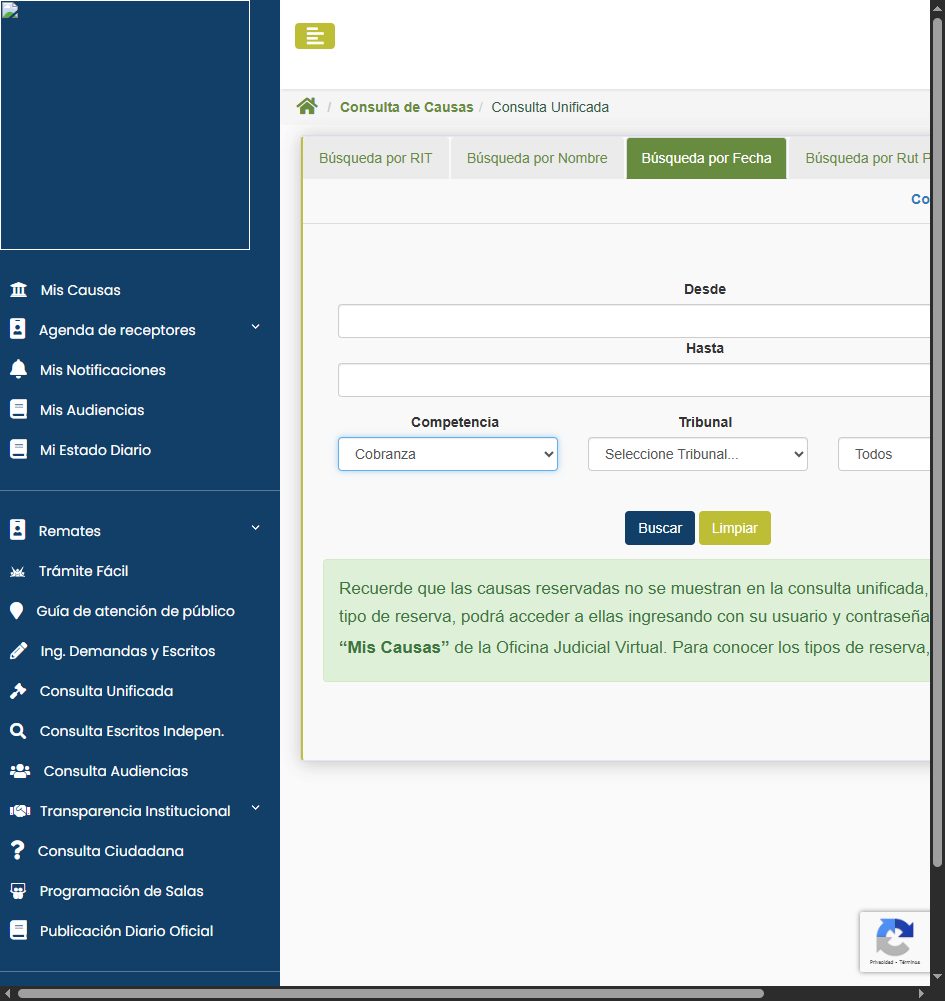 Mis Causas
Agenda de receptores
Mis Notificaciones
Mis Audiencias
Mi Estado Diario
Remates
Trámite Fácil
Guía de atención de público
Ing. Demandas y Escritos
Consulta Unificada
Consulta Escritos Indepen.
Consulta Audiencias
Transparencia Institucional
Consulta Ciudadana
Programación de Salas
Publicación Diario Oficial
/ Consulta de Causas / Consulta Unificada
Búsqueda por RIT Búsqueda por Nombre Búsqueda por Fecha Búsqueda por Rut P
Co
Desde
Hasta
Competencia Tribunal
Cobranza Seleccione Tribunal... Todos
Buscar Limpiar
Recuerde que las causas reservadas no se muestran en la consulta unificada,
tipo de reserva, podrá acceder a ellas ingresando con su usuario y contraseña
“Mis Causas” de la Oficina Judicial Virtual. Para conocer los tipos de reserva,
Privacidad - Términos